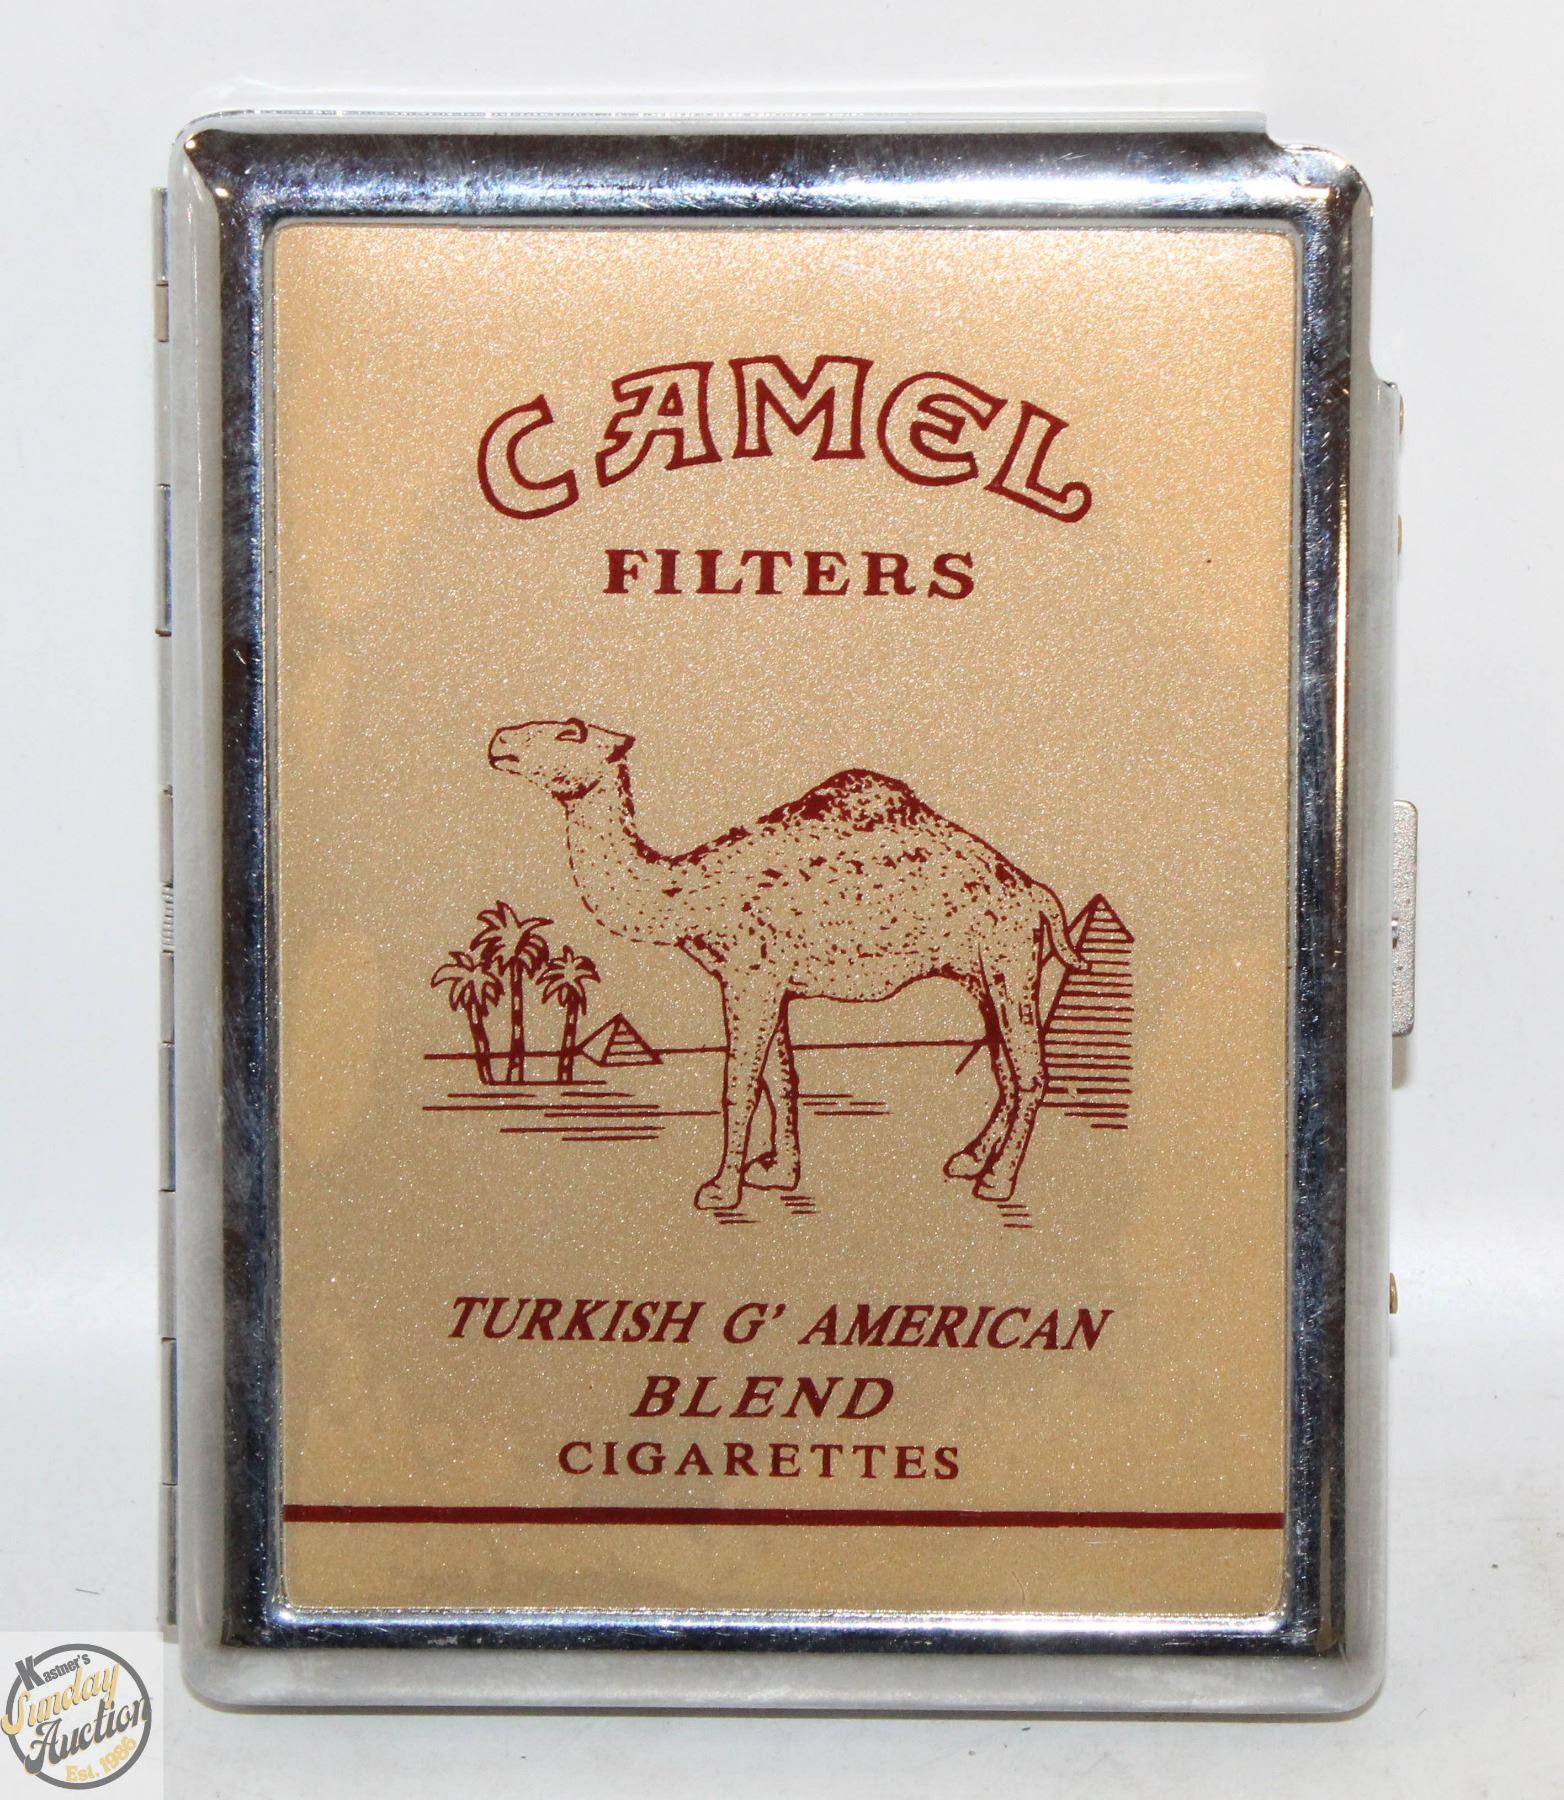 CAMEL
FILTERS
TURKISH G' AMERICAN
BLEND
CIGARETTES
Kastner's
Sunday
Auction
Est. 1986